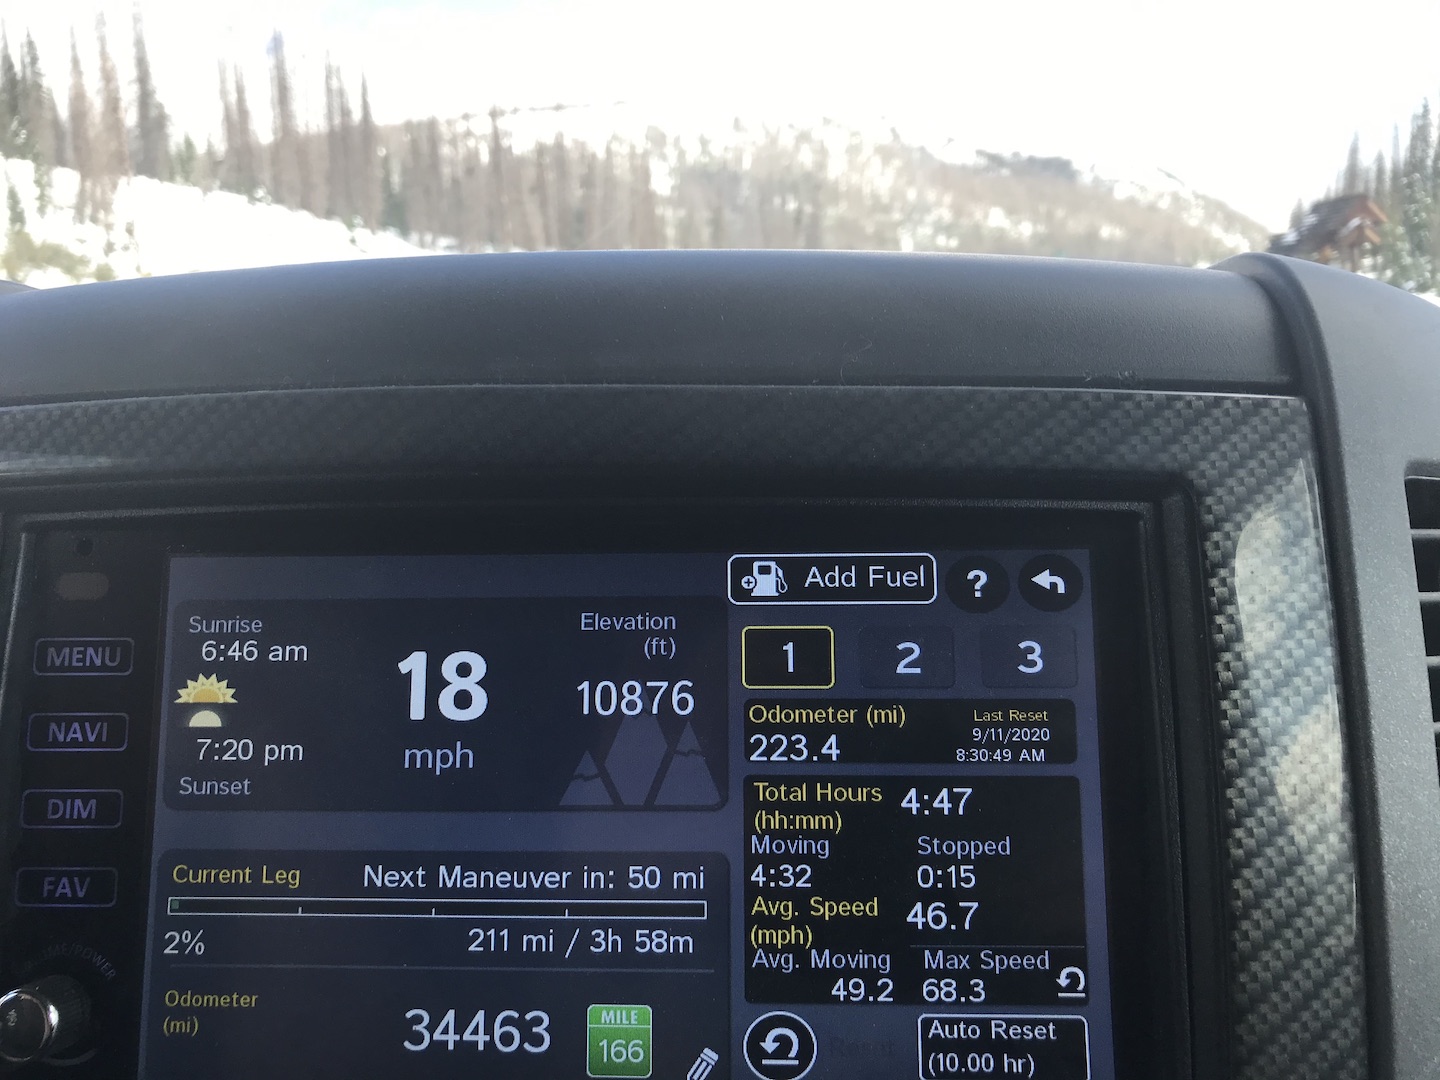 MENU
NAVI
DIM
FAV
Sunrise
6:46 am
7:20 pm
Sunset
18
mph
Elevation
(ft)
10876
Current Leg
Next Maneuver in: 50 mi
2%
211 mi / 3h 58m
Odometer
(mi)
34463
MILE
166
Add Fuel
?
1
2
3
Odometer (mi)
223.4
Last Reset
9/11/2020
8:30:49 AM
Total Hours
(hh:mm)
4:47
Moving
4:32
Stopped
0:15
Avg. Speed
(mph)
46.7
Avg. Moving
49.2
Max Speed
68.3
Reset
Auto Reset
(10.00 hr)